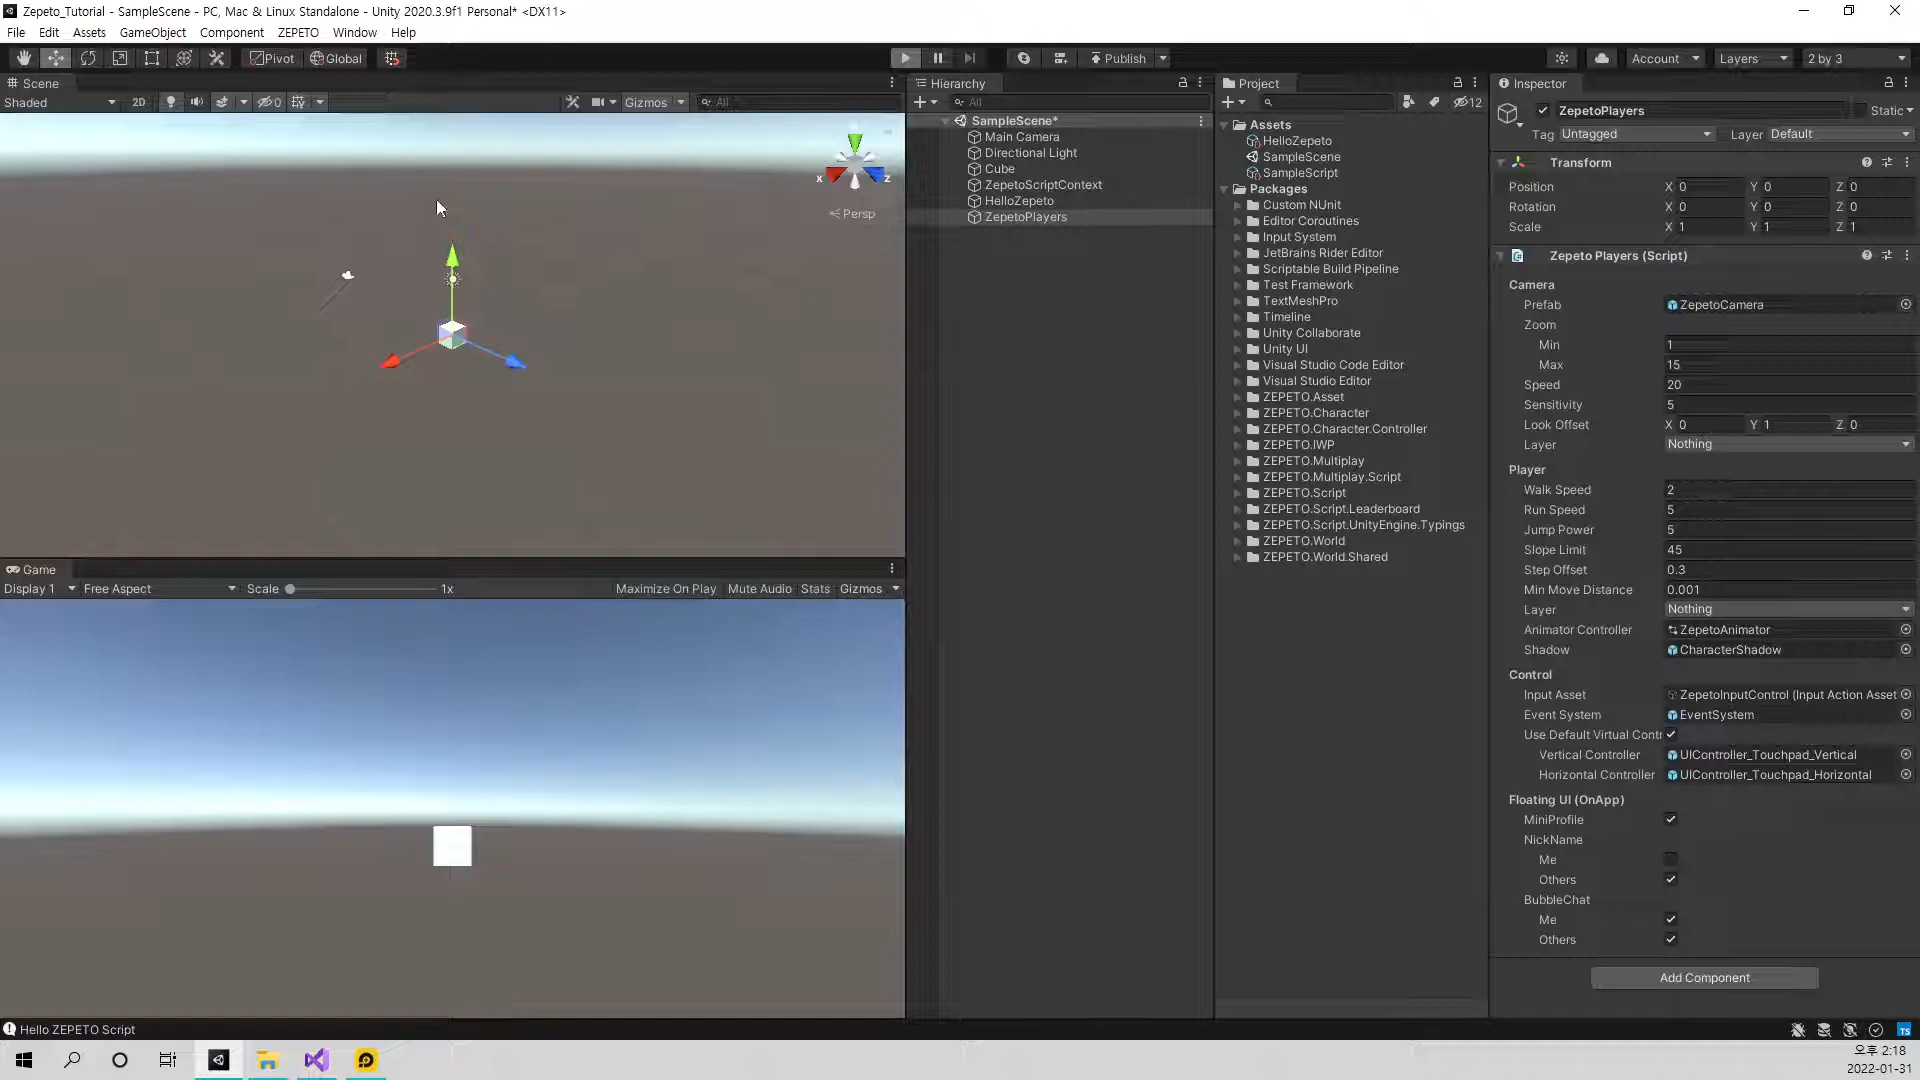 Zepeto_Tutorial - SampleScene - PC, Mac & Linux Standalone - Unity 2020.3.9f1 Personal* <DX11>
File Edit Assets GameObject Component ZEPETO Window Help
Pivot Global Publish Account Layers 2 by 3
Scene
Shaded 2D 0 Gizmos All
x z
Persp
Game
Display 1 Free Aspect Scale 1x Maximize On Play Mute Audio Stats Gizmos
Hierarchy
All
SampleScene*
Main Camera
Directional Light
Cube
ZepetoScriptContext
HelloZepeto
ZepetoPlayers
Project
12
Assets
HelloZepeto
SampleScene
SampleScript
Packages
Custom NUnit
Editor Coroutines
Input System
JetBrains Rider Editor
Scriptable Build Pipeline
Test Framework
TextMeshPro
Timeline
Unity Collaborate
Unity UI
Visual Studio Code Editor
Visual Studio Editor
ZEPETO.Asset
ZEPETO.Character
ZEPETO.Character.Controller
ZEPETO.IWP
ZEPETO.Multiplay
ZEPETO.Multiplay.Script
ZEPETO.Script
ZEPETO.Script.Leaderboard
ZEPETO.Script.UnityEngine.Typings
ZEPETO.World
ZEPETO.World.Shared
Inspector
ZepetoPlayers Static
Tag Untagged Layer Default
Transform
Position X 0 Y 0 Z 0
Rotation X 0 Y 0 Z 0
Scale X 1 Y 1 Z 1
Zepeto Players (Script)
Camera
Prefab ZepetoCamera
Zoom
Min 1
Max 15
Speed 20
Sensitivity 5
Look Offset X 0 Y 1 Z 0
Layer Nothing
Player
Walk Speed 2
Run Speed 5
Jump Power 5
Slope Limit 45
Step Offset 0.3
Min Move Distance 0.001
Layer Nothing
Animator Controller ZepetoAnimator
Shadow CharacterShadow
Control
Input Asset ZepetoInputControl (Input Action Asset
Event System EventSystem
Use Default Virtual Contr
Vertical Controller UIController_Touchpad_Vertical
Horizontal Controller UIController_Touchpad_Horizontal
Floating UI (OnApp)
MiniProfile
NickName
Me
Others
BubbleChat
Me
Others
Add Component
Hello ZEPETO Script
TS
오후 2:18
2022-01-31